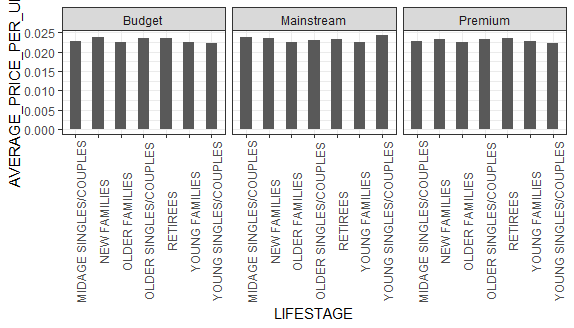 Budget
Mainstream
Premium
AVERAGE_PRICE_PER_U
0.025
0.020
0.015
0.010
0.005
0.000
MIDAGE SINGLES/COUPLES
NEW FAMILIES
OLDER FAMILIES
OLDER SINGLES/COUPLES
RETIREES
YOUNG FAMILIES
YOUNG SINGLES/COUPLES
MIDAGE SINGLES/COUPLES
NEW FAMILIES
OLDER FAMILIES
OLDER SINGLES/COUPLES
RETIREES
YOUNG FAMILIES
YOUNG SINGLES/COUPLES
MIDAGE SINGLES/COUPLES
NEW FAMILIES
OLDER FAMILIES
OLDER SINGLES/COUPLES
RETIREES
YOUNG FAMILIES
YOUNG SINGLES/COUPLES
LIFESTAGE